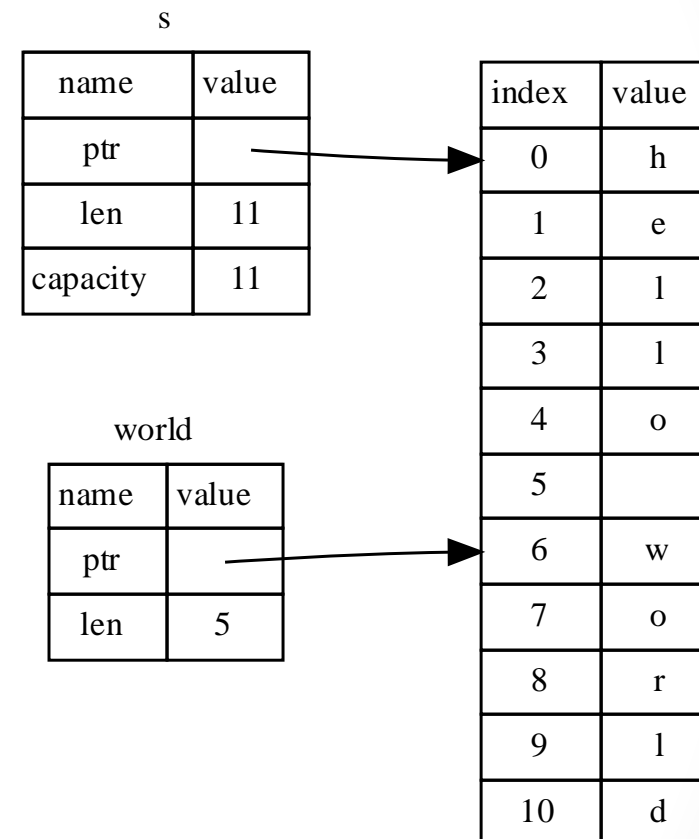 s
name value
ptr
len 11
capacity 11
world
name value
ptr
len 5
index value
0 h
1 e
2 l
3 l
4 o
5
6 w
7 o
8 r
9 l
10 d